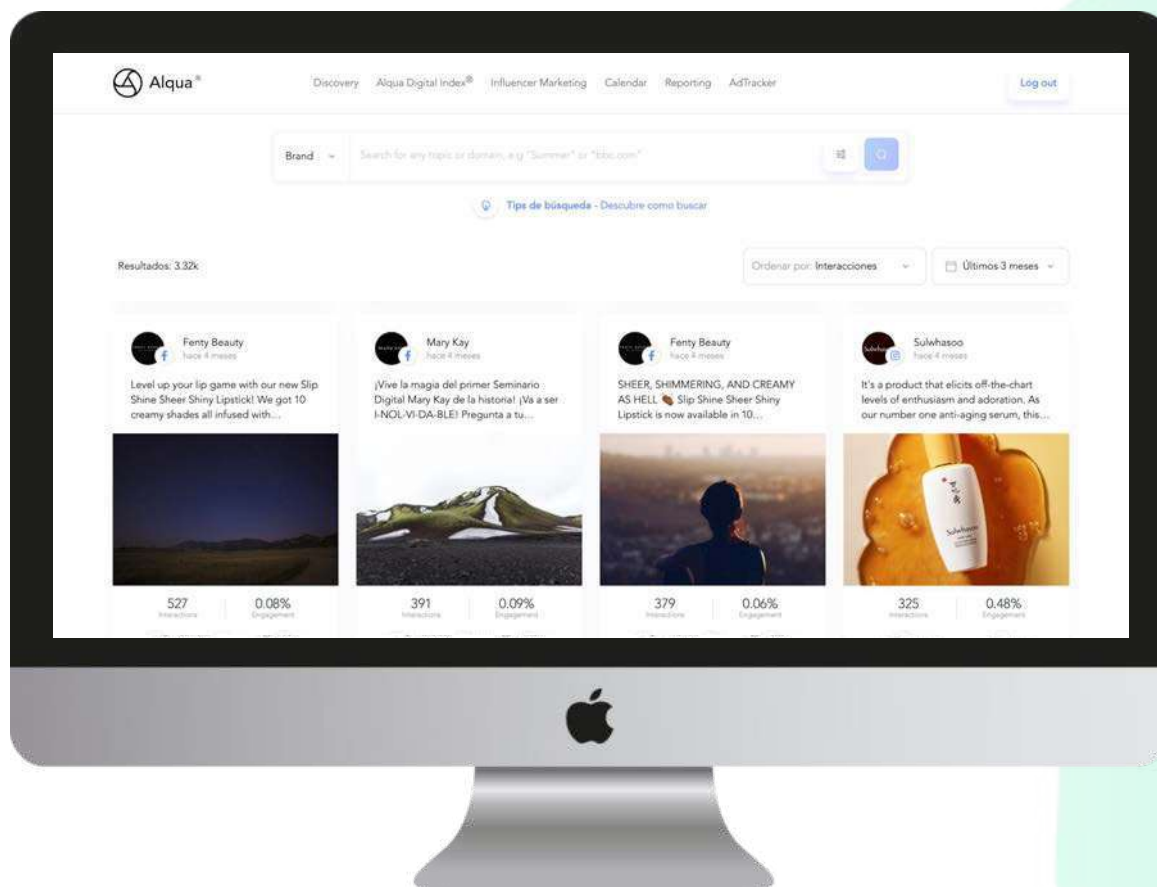 Alqua®
Discovery Alqua Digital Index® Influencer Marketing Calendar Reporting AdTracker
Log out
Brand
Search for any topic or domain, e.g "Summer" or "bbc.com"
Tips de búsqueda - Descubre como buscar
Resultados: 3.32k
Ordenar por: Interacciones
Últimos 3 meses
Fenty Beauty
hace 4 meses
Level up your lip game with our new Slip
Shine Sheer Shiny Lipstick! We got 10
creamy shades all infused with...
527 0.08%
Interactions Engagement
Mary Kay
hace 4 meses
¡Vive la magia del primer Seminario
Digital Mary Kay de la historia! ¡Va a ser
I-NOL-VI-DA-BLE! Pregunta a tu...
391 0.09%
Interactions Engagement
Fenty Beauty
hace 4 meses
SHEER, SHIMMERING, AND CREAMY
AS HELL Slip Shine Sheer Shiny
Lipstick is now available in 10...
379 0.06%
Interactions Engagement
Sulwhasoo
hace 4 meses
It's a product that elicits off-the-chart
levels of enthusiasm and adoration. As
our number one anti-aging serum, this...
Sulwhasoo
325 0.48%
Interactions Engagement